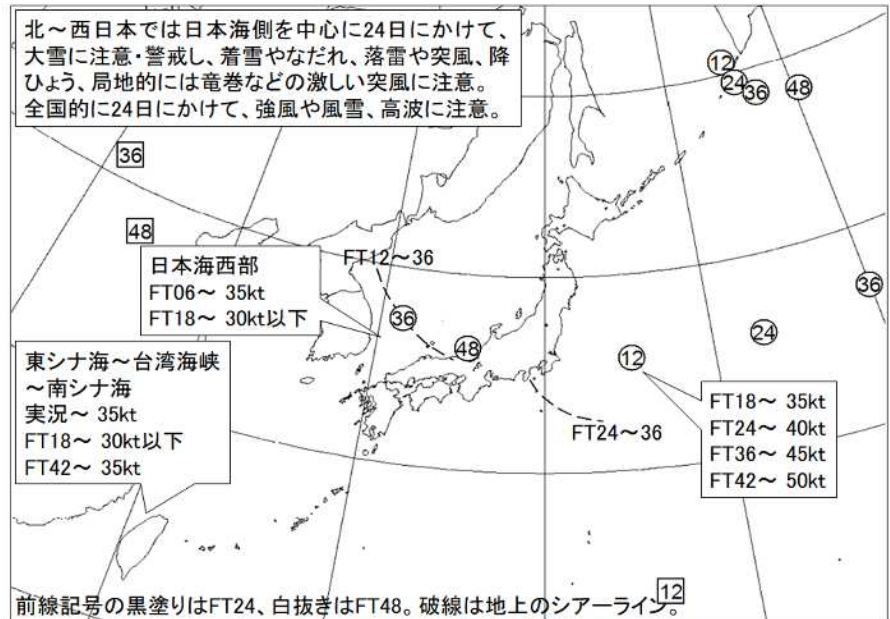 北～西日本では日本海側を中心に24日にかけて、
大雪に注意・警戒し、着雪やなだれ、落雷や突風、降
ひょう、局地的には竜巻などの激しい突風に注意。
全国的に24日にかけて、強風や風雪、高波に注意。
12
24
36
48
36
48
日本海西部
FT06～ 35kt
FT18～ 30kt以下
FT12～36
36
48
36
24
12
東シナ海～台湾海峡
～南シナ海
実況～ 35kt
FT18～ 30kt以下
FT42～ 35kt
FT24～36
FT18～ 35kt
FT24～ 40kt
FT36～ 45kt
FT42～ 50kt
12
前線記号の黒塗りはFT24、白抜きはFT48。破線は地上のシアーライン。